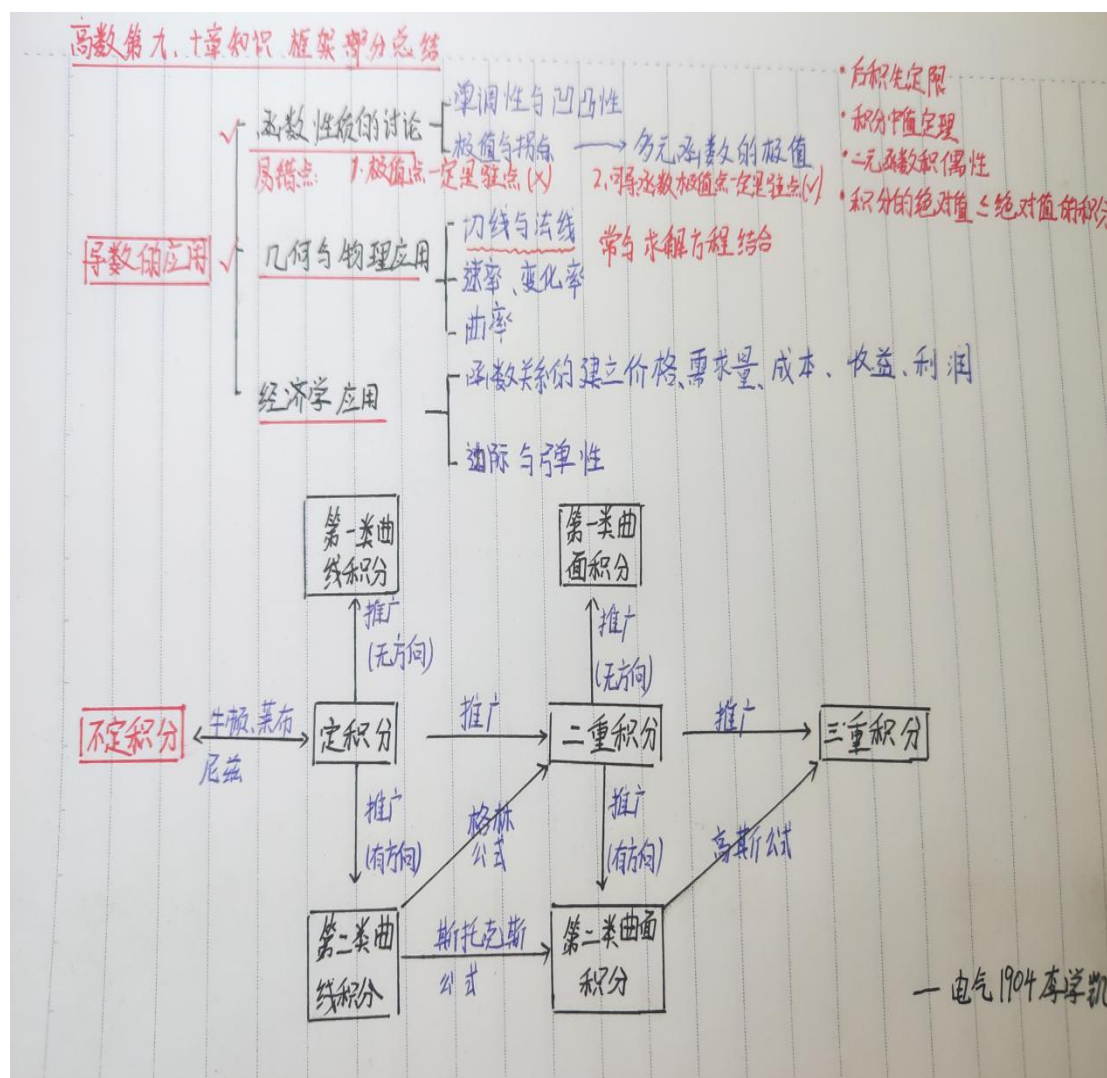 高数第九、十章知识框架部分总结
·后积先定限
·积分中值定理
·二元函数积偶性
·积分的绝对值≤绝对值的积分
导数的应用
函数性质的讨论
单调性与凹凸性
极值与拐点
多元函数的极值
易错点: 1.极值点一定是驻点(×) 2.可导函数极值点一定是驻点(√)
几何与物理应用
切线与法线
常与求解方程结合
速率、变化率
曲率
经济学应用
函数关系的建立价格、需求量、成本、收益、利润
边际与弹性
第一类曲
线积分
第一类曲
面积分
推广
(无方向)
推广
(无方向)
不定积分
牛顿、莱布
尼兹
定积分
推广
二重积分
推广
三重积分
推广
(有方向)
格林
公式
推广
(有方向)
高斯公式
第二类曲
线积分
斯托克斯
公式
第二类曲面
积分
—电气1904李学凯